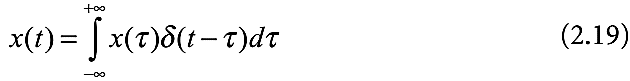 x(t) = ∫_{−∞}^{+∞} x(τ)δ(t−τ)dτ (2.19)